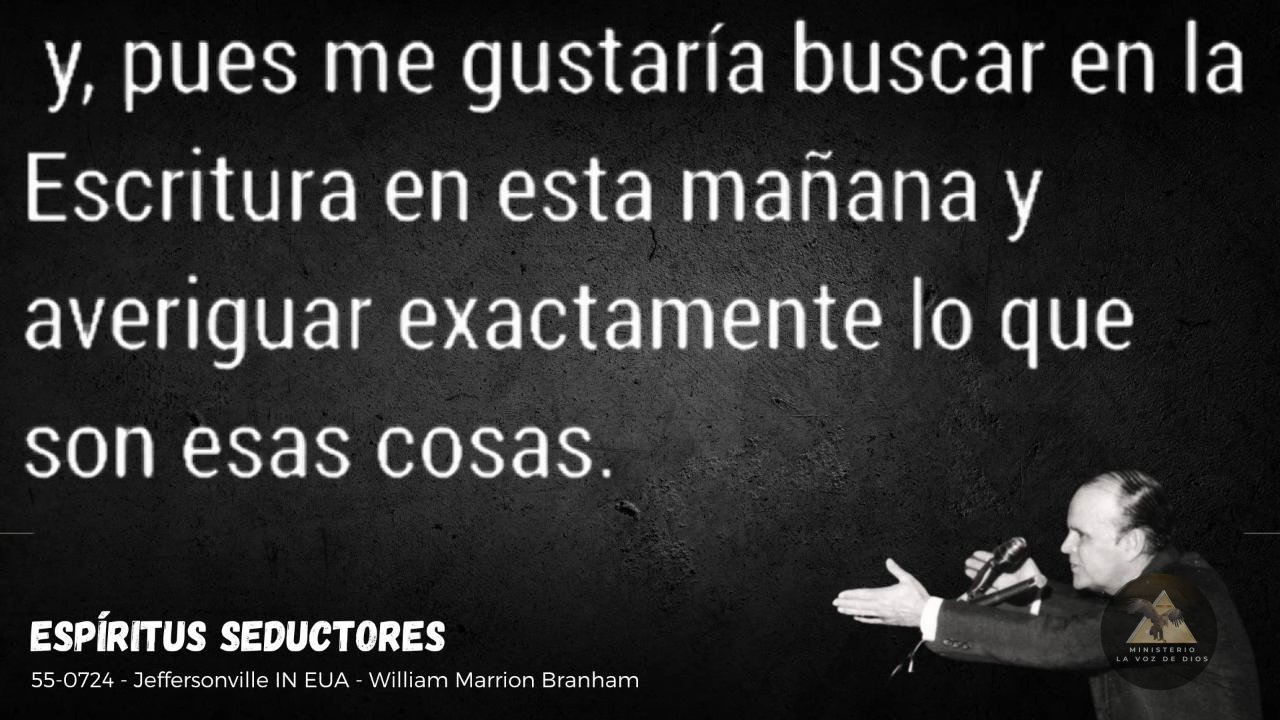 y, pues me gustaría buscar en la
Escritura en esta mañana y
averiguar exactamente lo que
son esas cosas.
ESPÍRITUS SEDUCTORES
55-0724 - Jeffersonville IN EUA - William Marrion Branham
MINISTERIO
LA VOZ DE DIOS